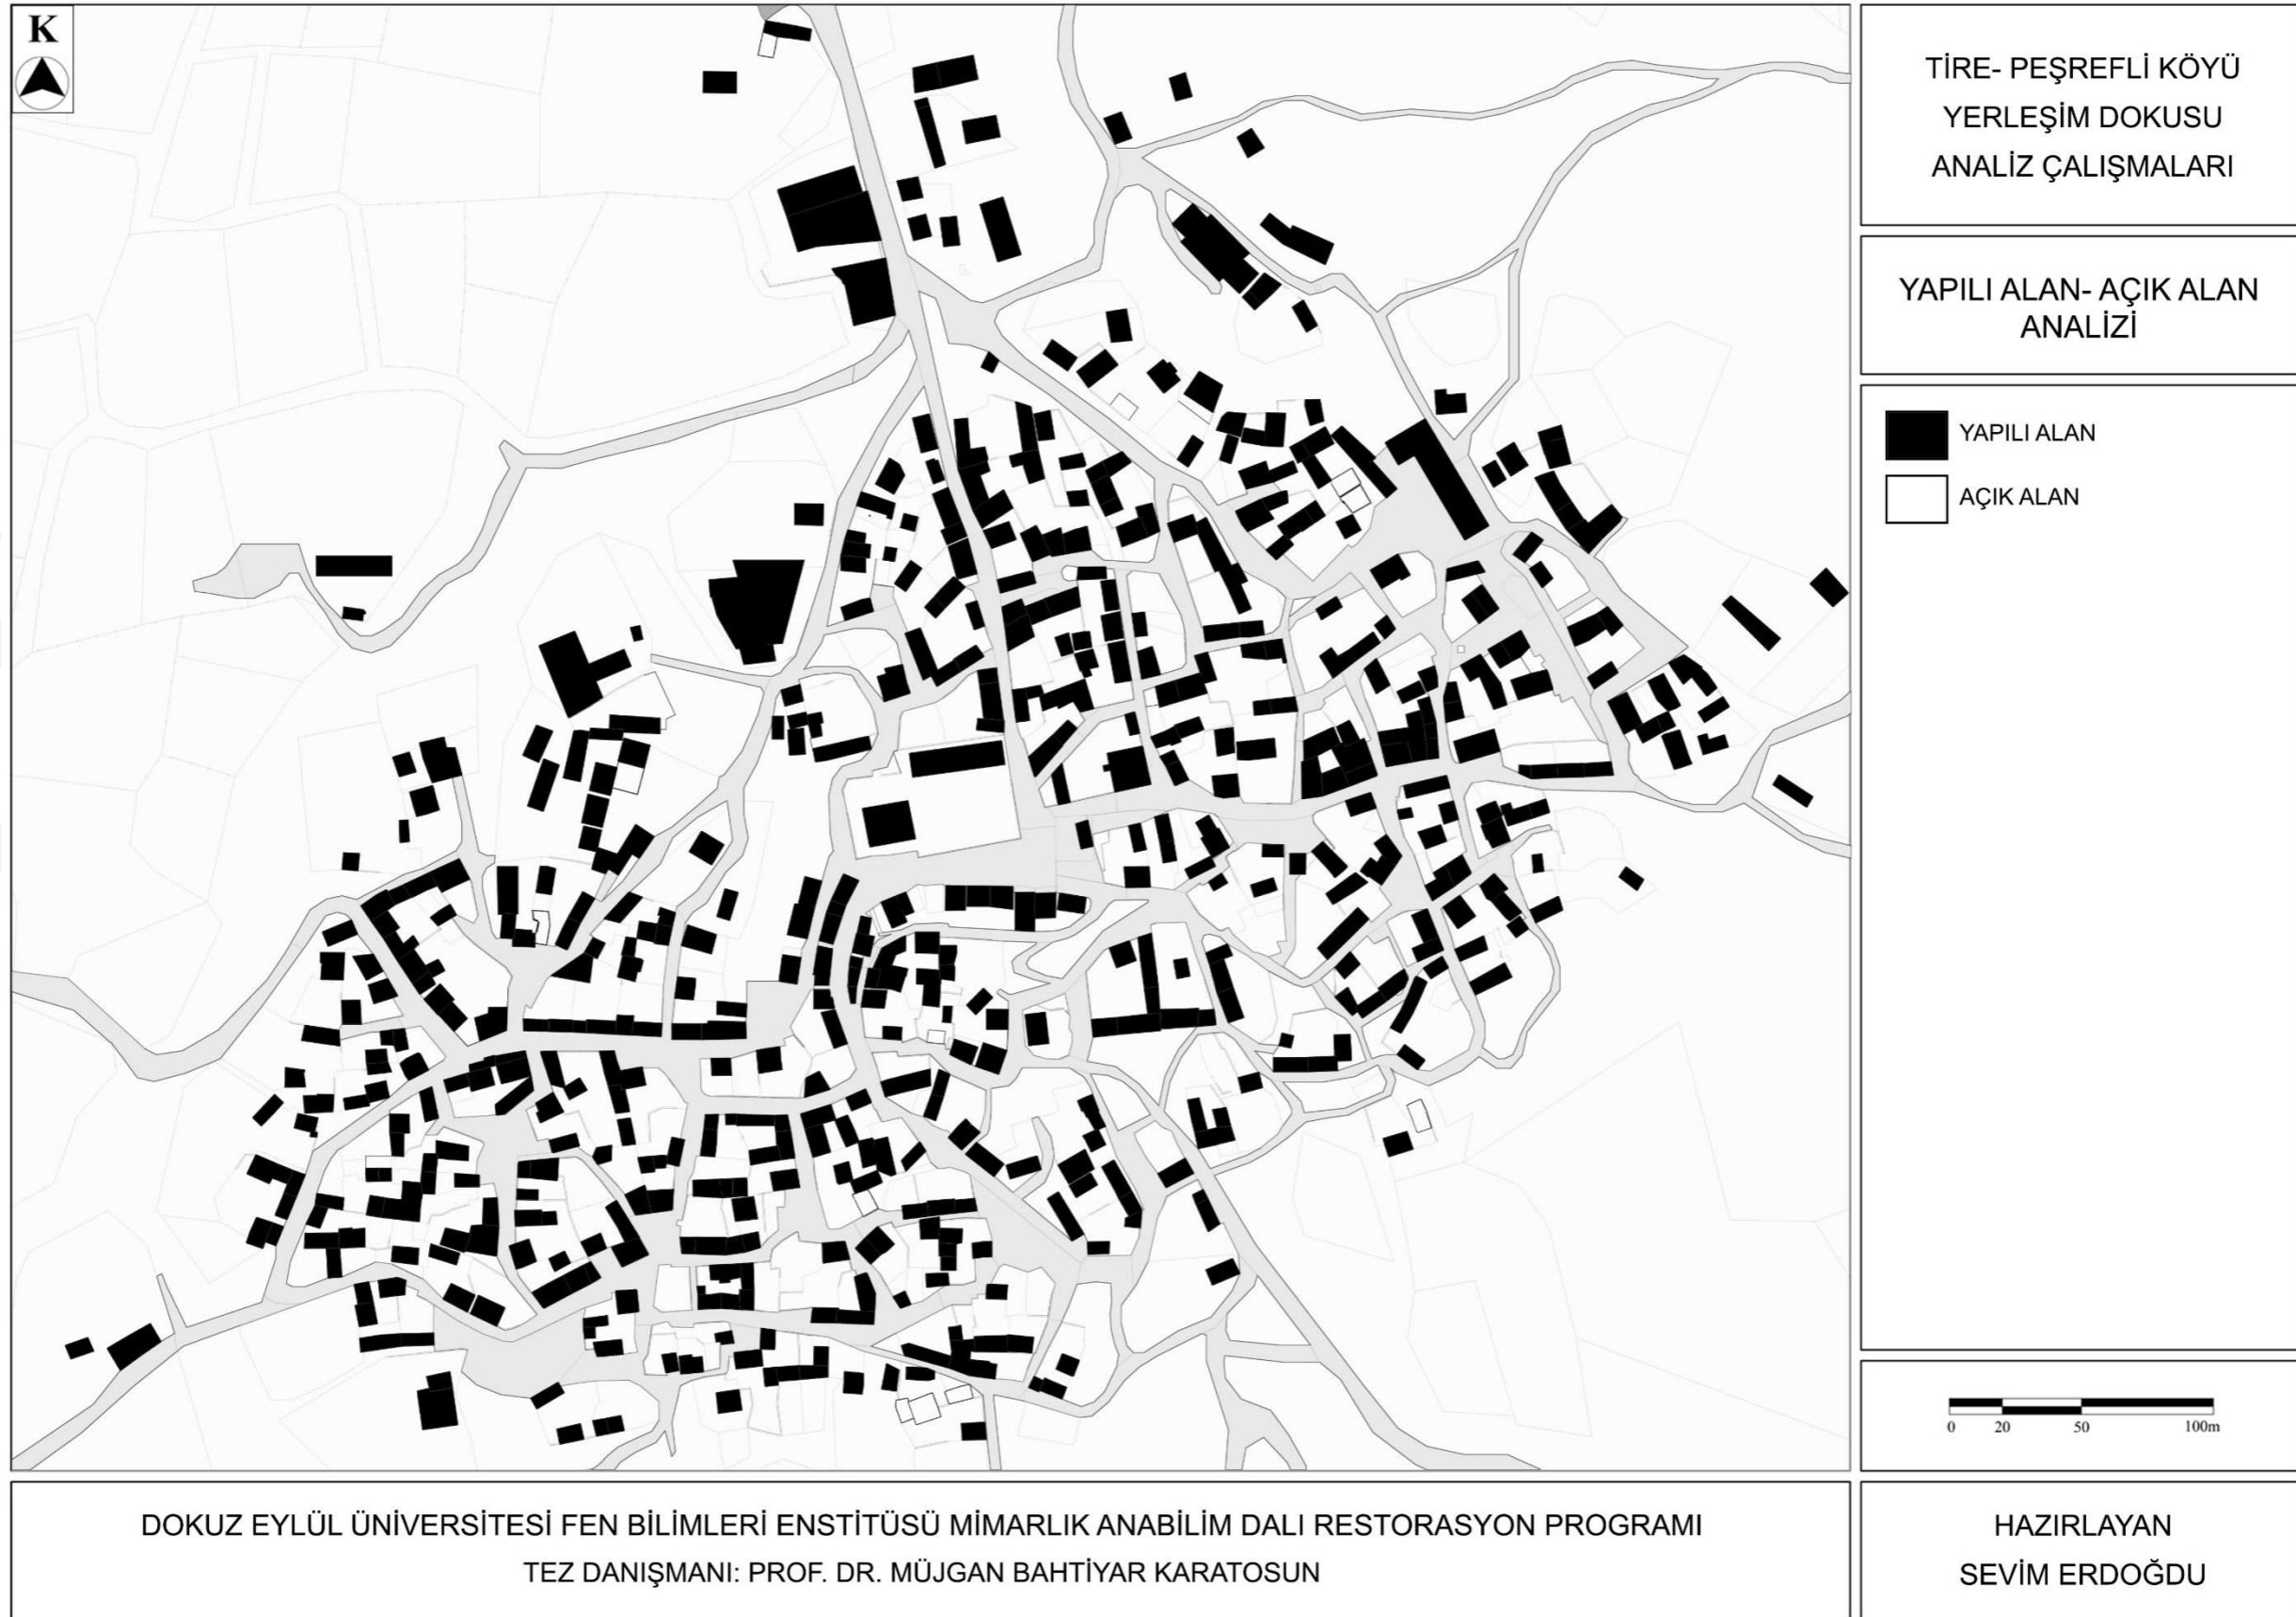 K
TİRE- PEŞREFLİ KÖYÜ
YERLEŞİM DOKUSU
ANALİZ ÇALIŞMALARI
YAPILI ALAN- AÇIK ALAN
ANALİZİ
YAPILI ALAN
AÇIK ALAN
0 20 50 100m
DOKUZ EYLÜL ÜNİVERSİTESİ FEN BİLİMLERİ ENSTİTÜSÜ MİMARLIK ANABİLİM DALI RESTORASYON PROGRAMI
TEZ DANIŞMANI: PROF. DR. MÜJGAN BAHTİYAR KARATOSUN
HAZIRLAYAN
SEVİM ERDOĞDU